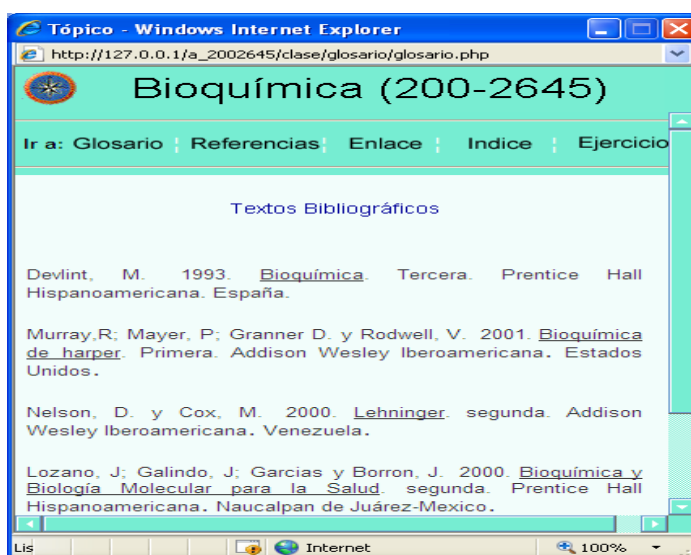 Tópico - Windows Internet Explorer
http://127.0.0.1/a_2002645/clase/glosario/glosario.php
Bioquímica (200-2645)
Ir a: Glosario Referencias Enlace Indice Ejercicio
Textos Bibliográficos
Devlint, M. 1993. Bioquímica. Tercera. Prentice Hall
Hispanoamericana. España.
Murray,R; Mayer, P; Granner D. y Rodwell, V. 2001. Bioquímica
de harper. Primera. Addison Wesley Iberoamericana. Estados
Unidos.
Nelson, D. y Cox, M. 2000. Lehninger. segunda. Addison
Wesley Iberoamericana. Venezuela.
Lozano, J; Galindo, J; Garcias y Borron, J. 2000. Bioquímica y
Biología Molecular para la Salud. segunda. Prentice Hall
Hispanoamericana. Naucalpan de Juárez-Mexico.
Lis Internet 100%